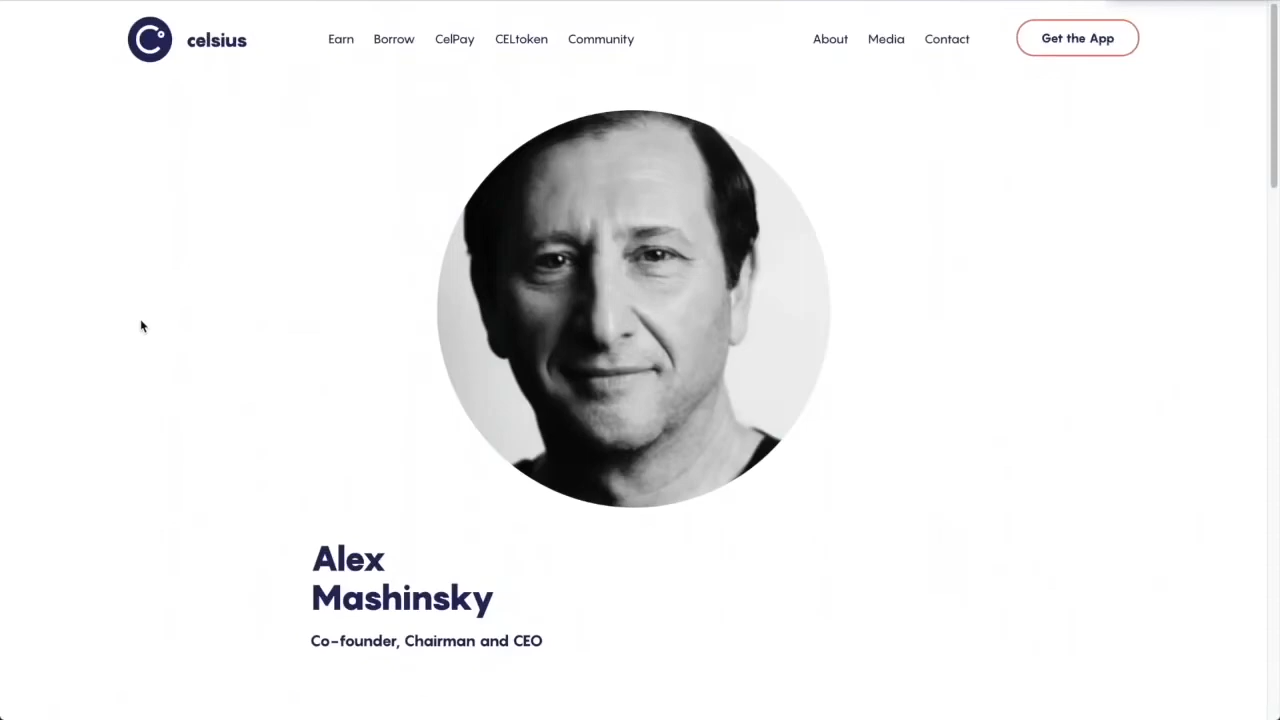 celsius
Earn Borrow CelPay CELtoken Community About Media Contact Get the App
Alex
Mashinsky
Co-founder, Chairman and CEO